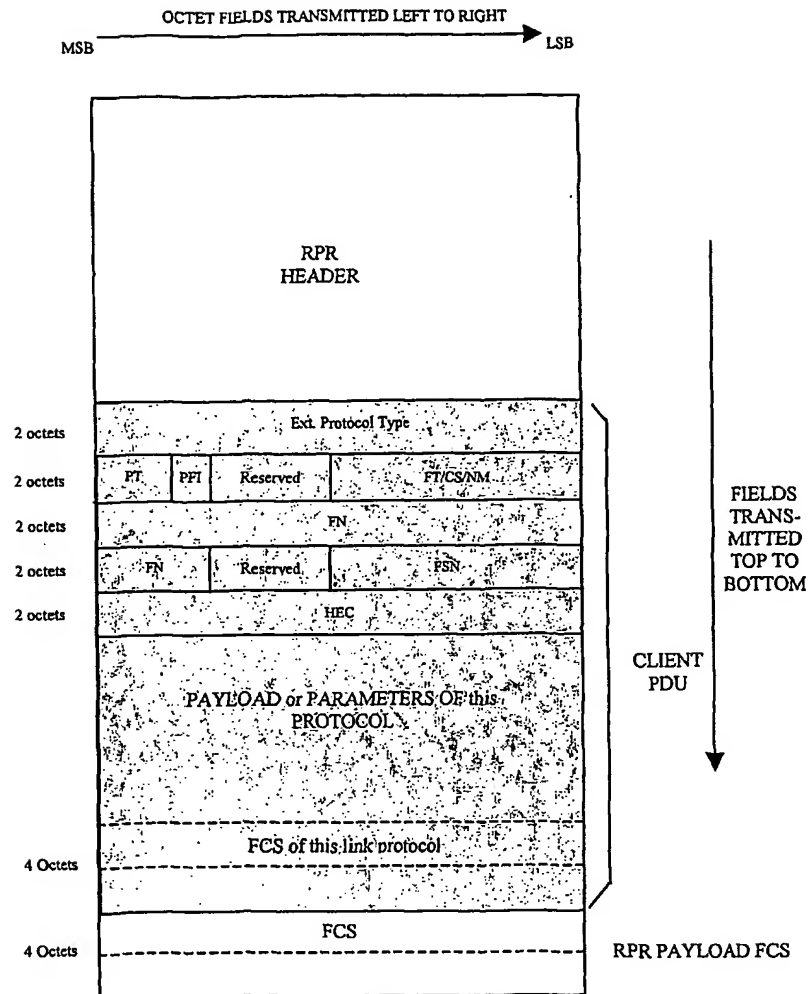 OCTET FIELDS TRANSMITTED LEFT TO RIGHT
MSB
LSB
RPR
HEADER
2 octets
Ext. Protocol Type
2 octets
PT
PFI
Reserved
FT/CS/NM
2 octets
FN
2 octets
FN
Reserved
PSN
2 octets
HEC
PAYLOAD or PARAMETERS OF this
PROTOCOL
FCS of this link protocol
4 Octets
FCS
4 Octets
RPR PAYLOAD FCS
CLIENT
PDU
FIELDS
TRANS-
MITTED
TOP TO
BOTTOM